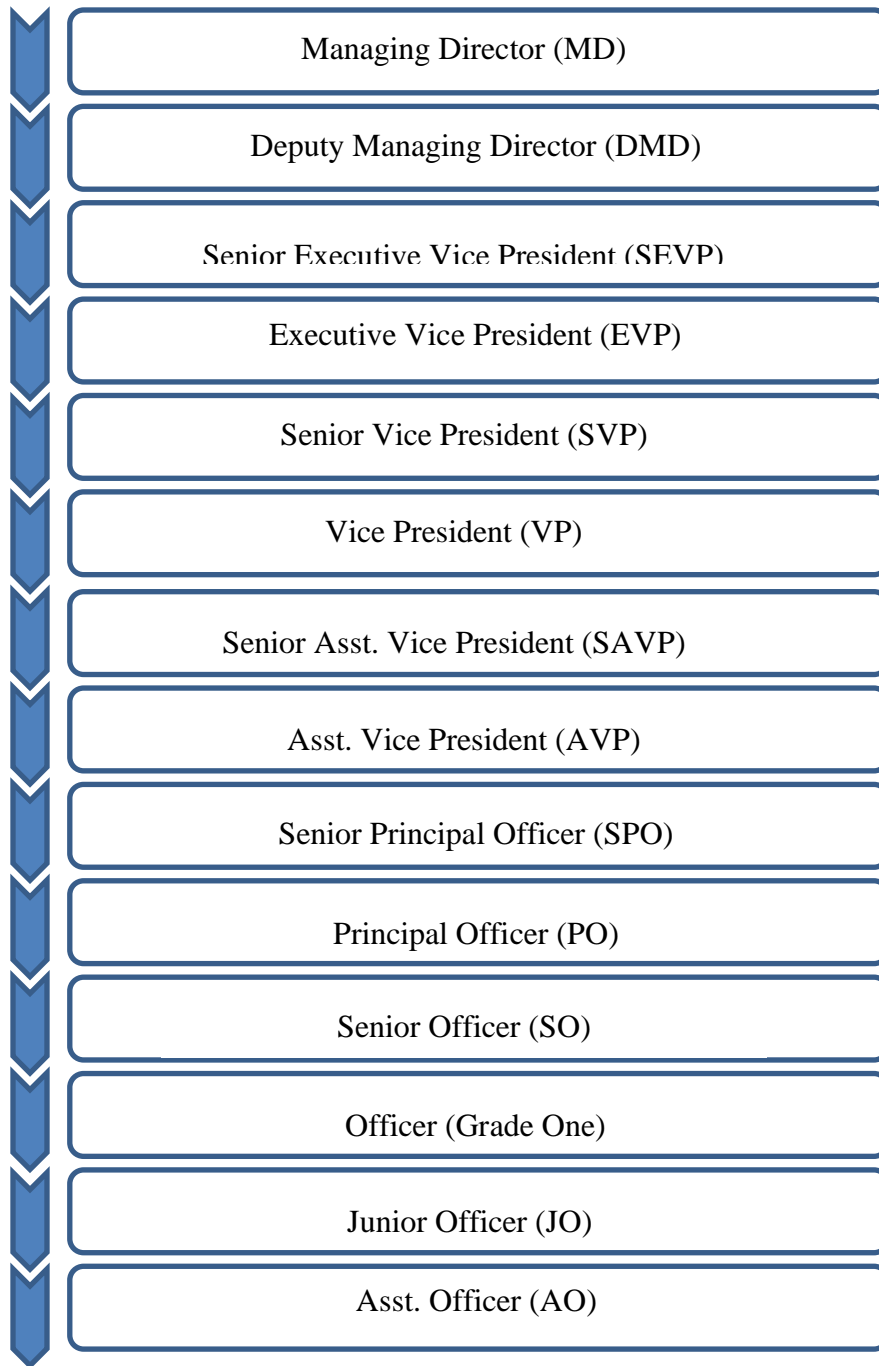 Managing Director (MD)
Deputy Managing Director (DMD)
Senior Executive Vice President (SEVP)
Executive Vice President (EVP)
Senior Vice President (SVP)
Vice President (VP)
Senior Asst. Vice President (SAVP)
Asst. Vice President (AVP)
Senior Principal Officer (SPO)
Principal Officer (PO)
Senior Officer (SO)
Officer (Grade One)
Junior Officer (JO)
Asst. Officer (AO)